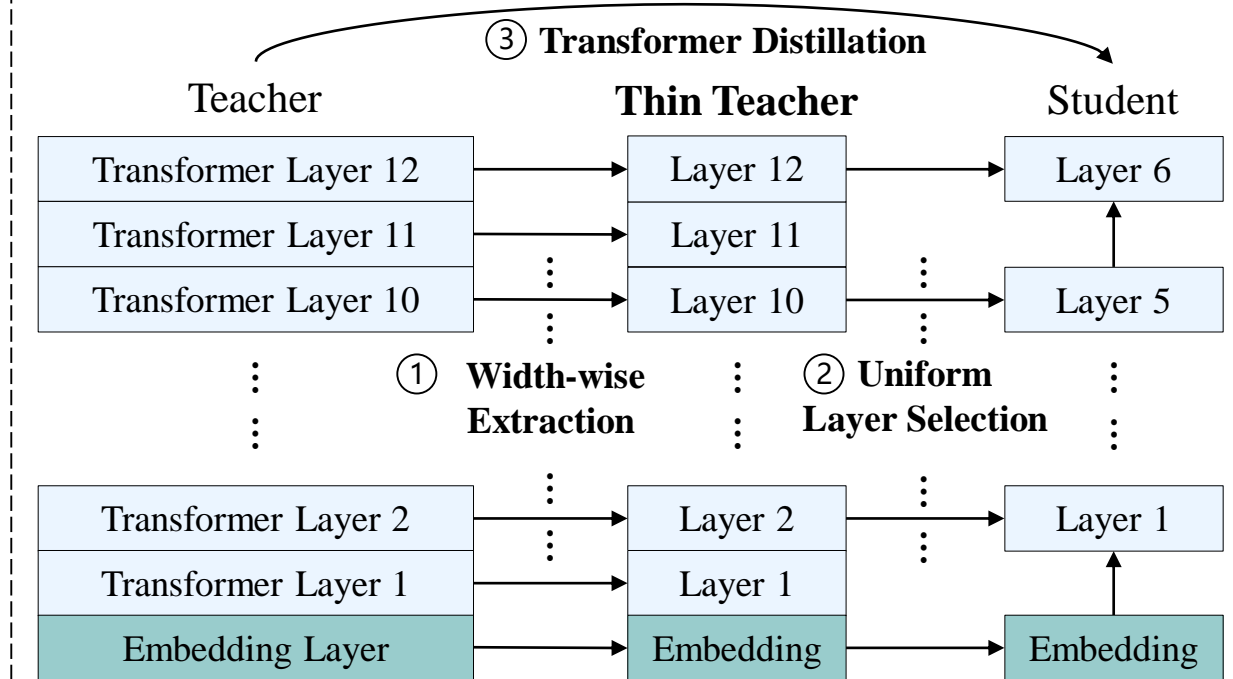 ③ Transformer Distillation
Teacher
Thin Teacher
Student
Transformer Layer 12
Layer 12
Layer 6
Transformer Layer 11
Layer 11
Transformer Layer 10
Layer 10
Layer 5
① Width-wise
Extraction
② Uniform
Layer Selection
Transformer Layer 2
Layer 2
Layer 1
Transformer Layer 1
Layer 1
Embedding Layer
Embedding
Embedding